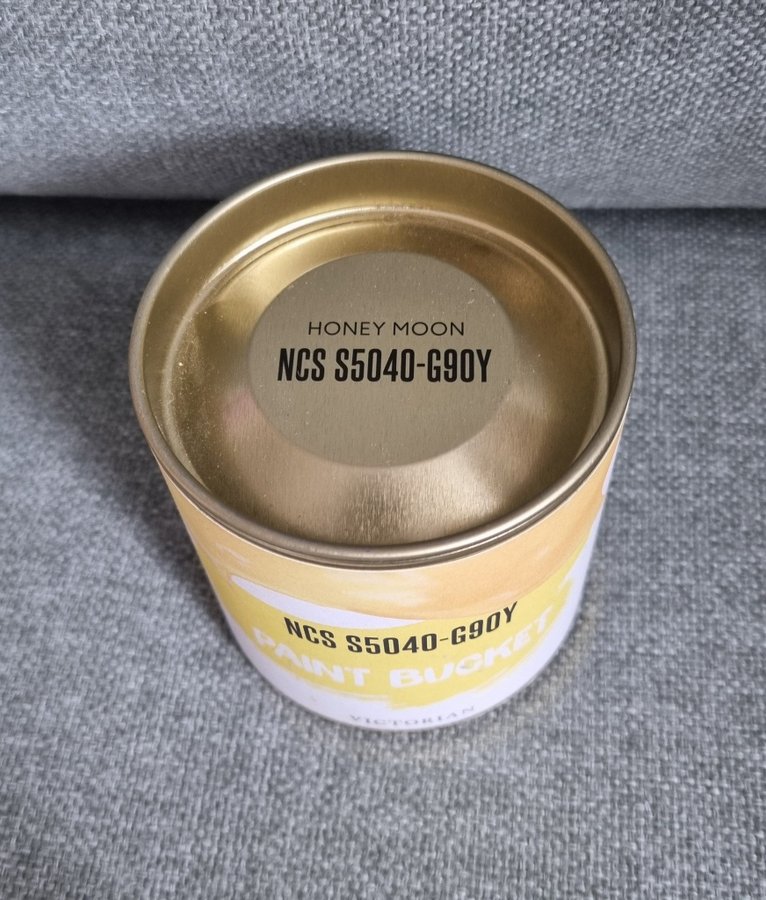 HONEY MOON
NCS S5040-G90Y
NCS S5040-G90Y
PAINT BUCKET
VICTORIAN